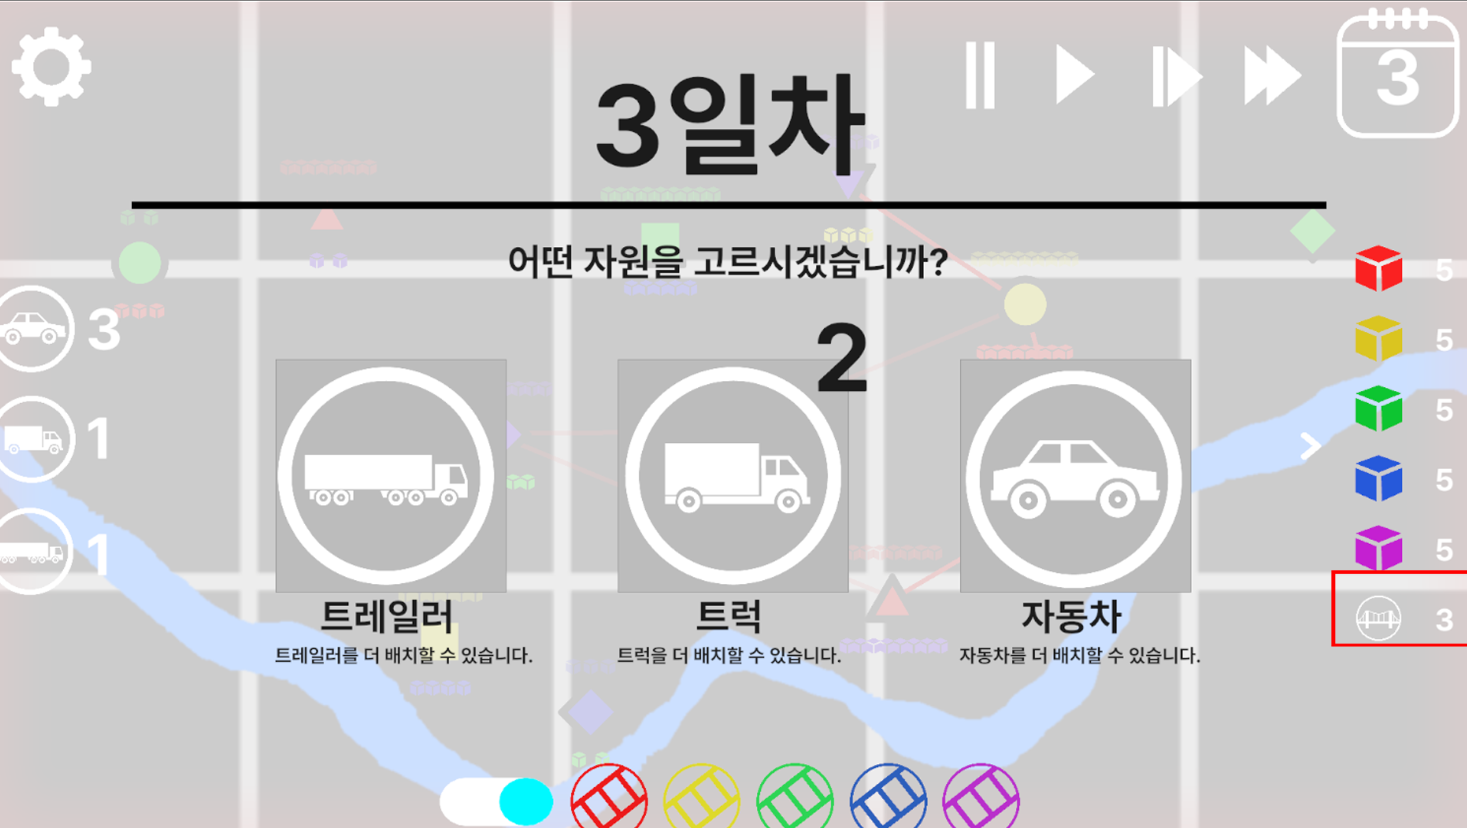 3
3일차
어떤 자원을 고르시겠습니까?
3
1
1
2
트레일러
트레일러를 더 배치할 수 있습니다.
트럭
트럭을 더 배치할 수 있습니다.
자동차
자동차를 더 배치할 수 있습니다.
5
5
5
5
5
3